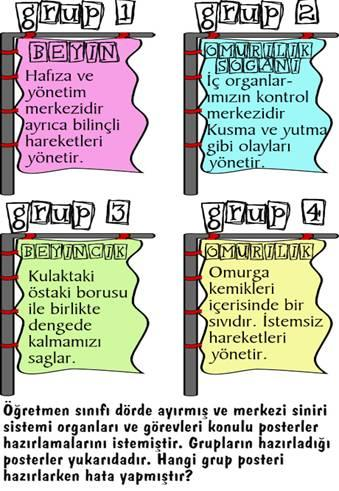 grup 1
BEYIN
Hafıza ve
yönetim
merkezidir
ayrıca bilinçli
hareketleri
yönetir.
grup 2
OMURILIK
SOGANI
İç organlar-
ımızın kontrol
merkezidir
Kusma ve yutma
gibi olayları
yönetir.
grup 3
BEYINCIK
Kulaktaki
östaki borusu
ile birlikte
dengede
kalmamızı
saglar.
grup 4
OMURILIK
Omurga
kemikleri
içerisinde bir
sıvıdır. İstemsiz
hareketleri
yönetir.
Öğretmen sınıfı dörde ayırmış ve merkezi siniri
sistemi organları ve görevleri konulu posterler
hazırlamalarını istemiştir. Grupların hazırladığı
posterler yukarıdadır. Hangi grup posteri
hazırlarken hata yapmıştır?